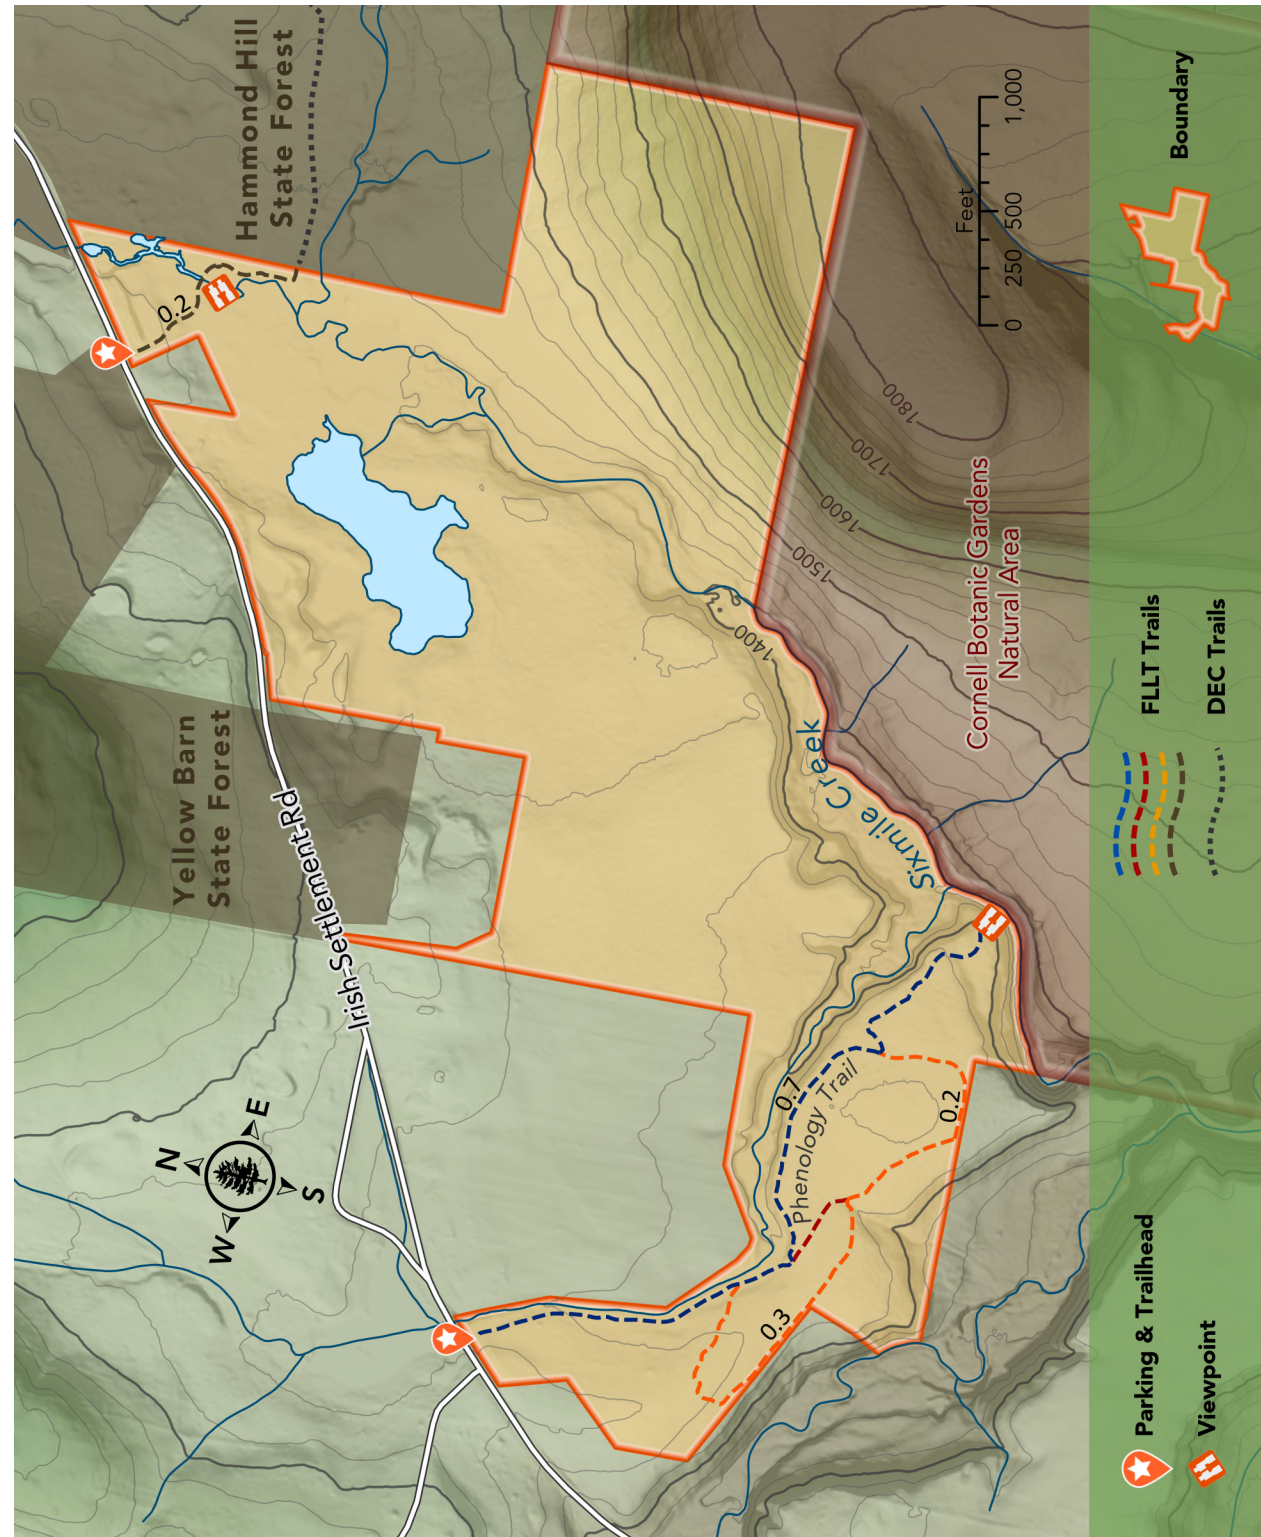 Hammond Hill
State Forest
0.2
Yellow Barn
State Forest
Irish-Settlement-Rd
N
E
S
W
1400
1500
1600
1700
1800
Sixmile Creek
Cornell Botanic Gardens
Natural Area
0.7
Phenology Trail
0.2
0.3
Feet
0
250
500
1,000
Parking & Trailhead
Viewpoint
FLLT Trails
DEC Trails
Boundary